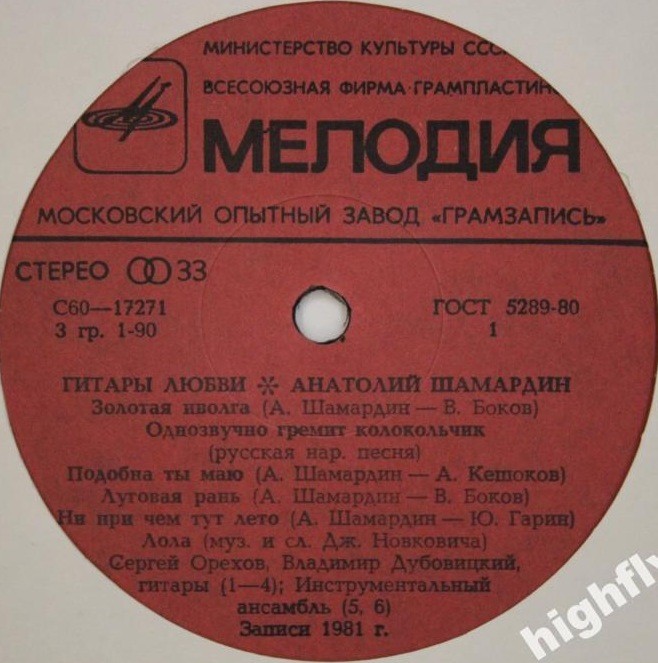 МИНИСТЕРСТВО КУЛЬТУРЫ
ВСЕСОЮЗНАЯ ФИРМА ГРАМПЛАСТИНО
МЕЛОДИЯ
МОСКОВСКИЙ ОПЫТНЫЙ ЗАВОД «ГРАМЗАПИСЬ»
СТЕРЕО 33
С60—17271 ГОСТ 5289-80
3 гр. 1-90 1
ГИТАРЫ ЛЮБВИ ※ АНАТОЛИЙ ШАМАРДИН
Золотая иволга (А. Шамардин — В. Боков)
Однозвучно гремит колокольчик
(русская нар. песня)
Подобна ты маю (А. Шамардин — А. Кешоков)
Луговая рань (А. Шамардин — В. Боков)
Ни при чем тут лето (А. Шамардин — Ю. Гарин)
Лола (муз. и сл. Дж. Новковича)
Сергей Орехов, Владимир Дубовицкий,
гитары (1—4); Инструментальный
ансамбль (5, 6)
Записи 1981 г.
highfly